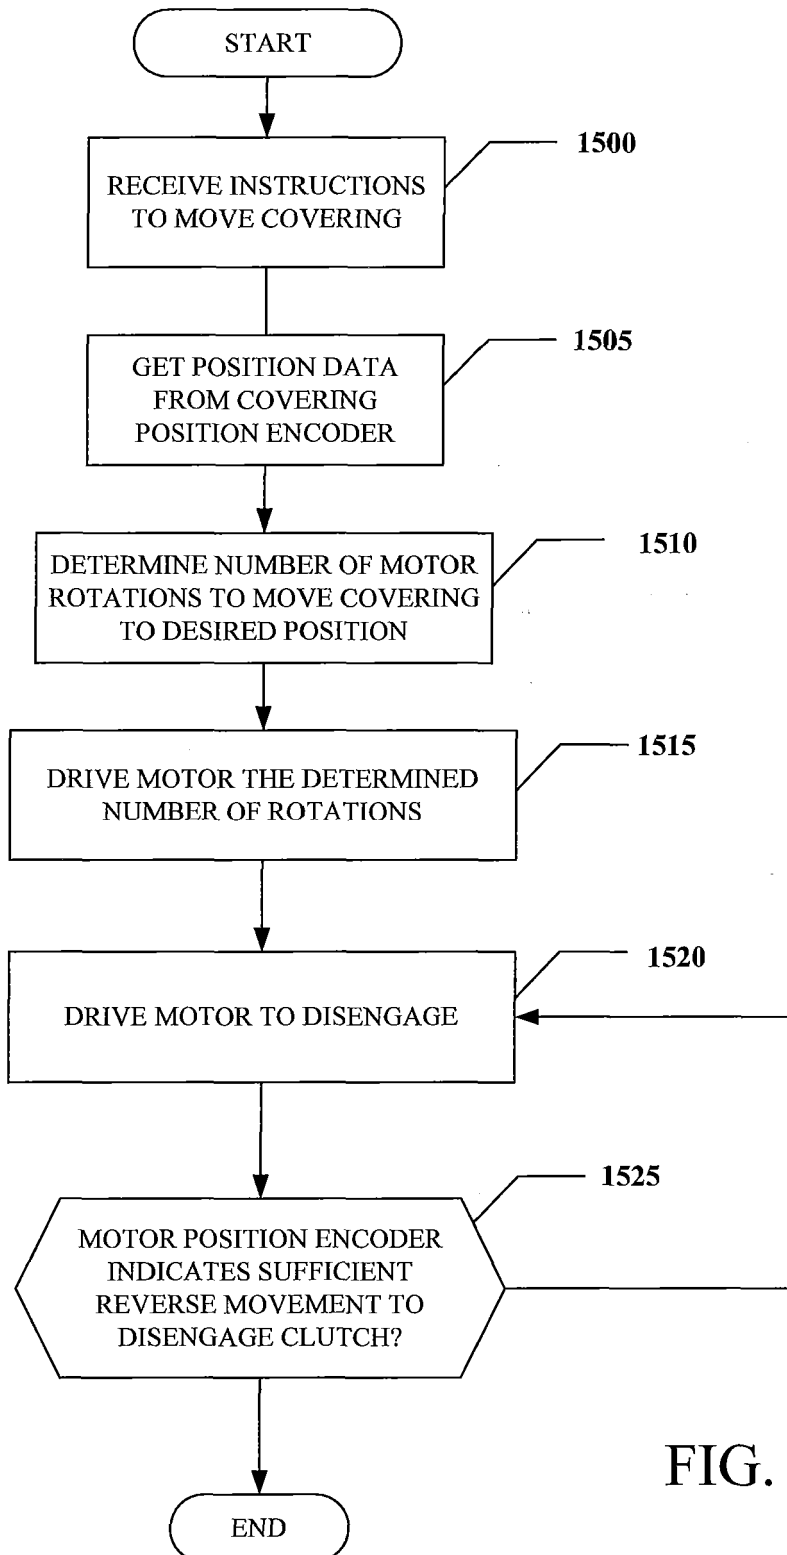 START
1500
RECEIVE INSTRUCTIONS
TO MOVE COVERING
1505
GET POSITION DATA
FROM COVERING
POSITION ENCODER
1510
DETERMINE NUMBER OF MOTOR
ROTATIONS TO MOVE COVERING
TO DESIRED POSITION
1515
DRIVE MOTOR THE DETERMINED
NUMBER OF ROTATIONS
1520
DRIVE MOTOR TO DISENGAGE
1525
MOTOR POSITION ENCODER
INDICATES SUFFICIENT
REVERSE MOVEMENT TO
DISENGAGE CLUTCH?
FIG.
END